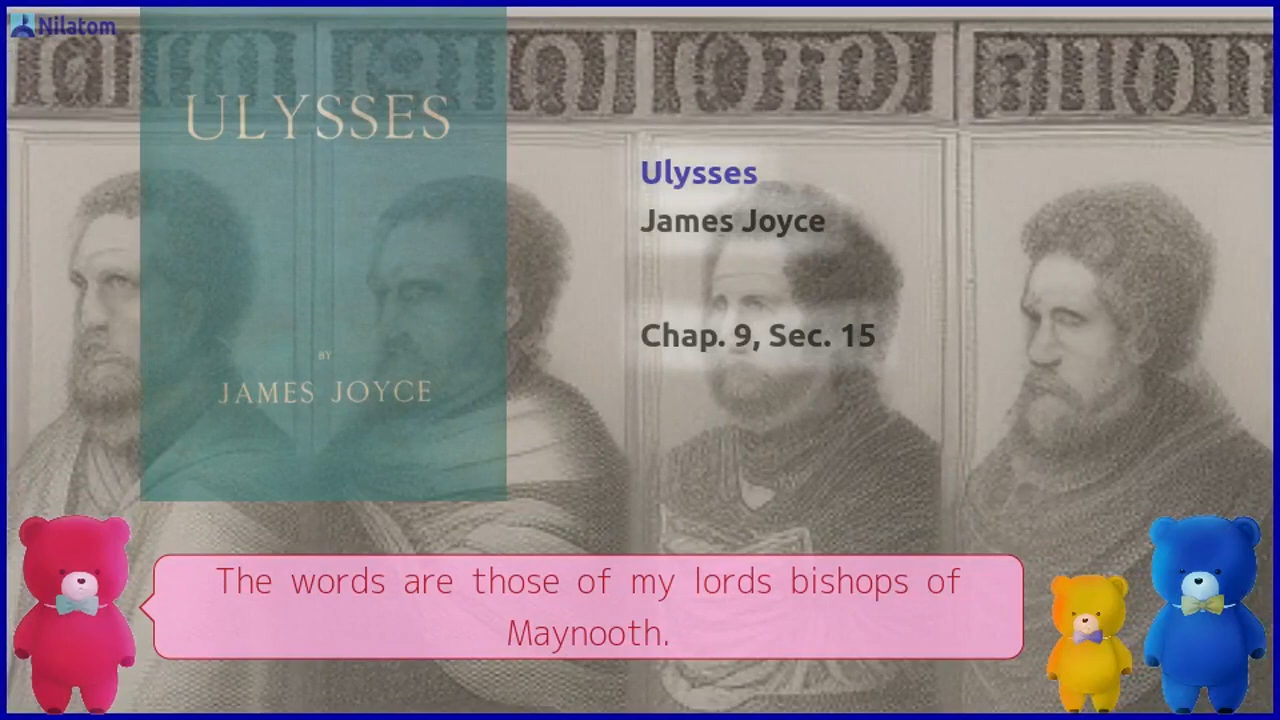 Nilatom
ULYSSES
BY
JAMES JOYCE
Ulysses
James Joyce
Chap. 9, Sec. 15
The words are those of my lords bishops of
Maynooth.